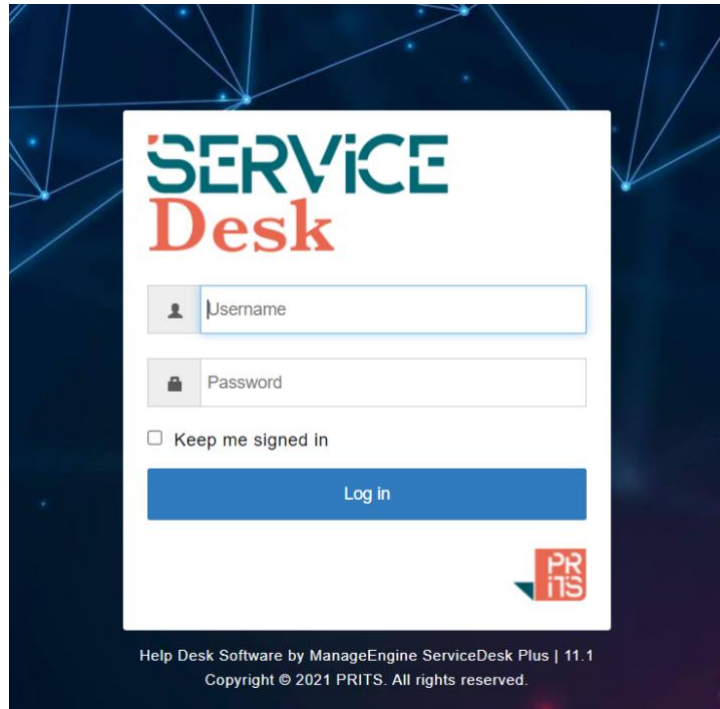 SERViCE
Desk
Username
Password
Keep me signed in
Log in
PR
iTS
Help Desk Software by ManageEngine ServiceDesk Plus | 11.1
Copyright © 2021 PRITS. All rights reserved.